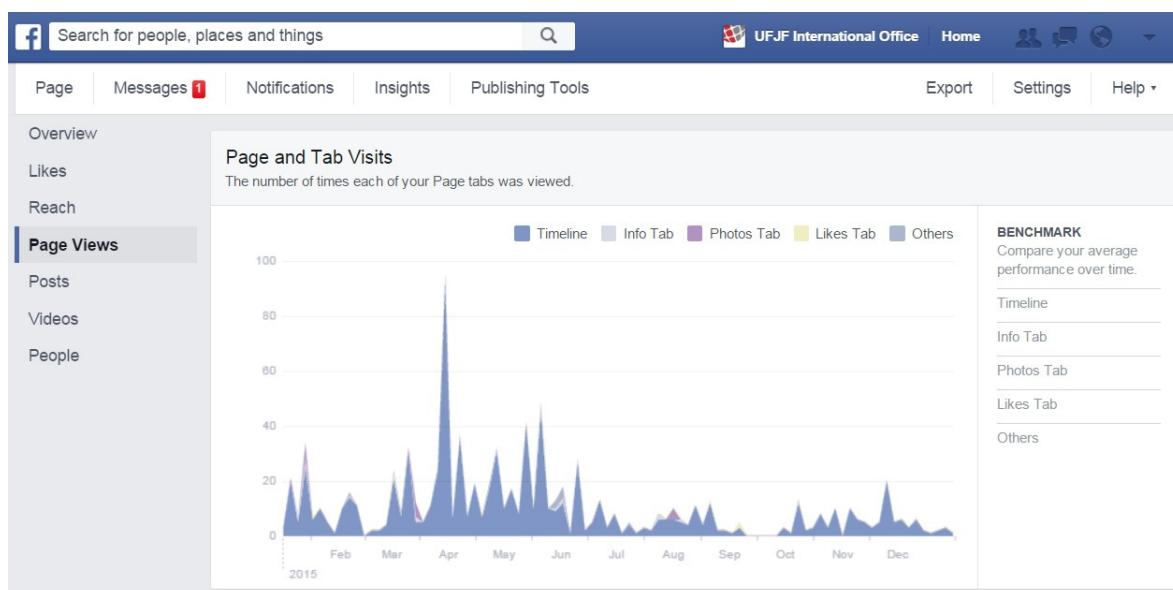 f Search for people, places and things UFJF International Office Home
Page Messages 1 Notifications Insights Publishing Tools Export Settings Help
Overview
Likes
Reach
Page Views
Posts
Videos
People
Page and Tab Visits
The number of times each of your Page tabs was viewed.
Timeline Info Tab Photos Tab Likes Tab Others
100
80
60
40
20
0
Feb Mar Apr May Jun Jul Aug Sep Oct Nov Dec
2015
BENCHMARK
Compare your average
performance over time.
Timeline
Info Tab
Photos Tab
Likes Tab
Others